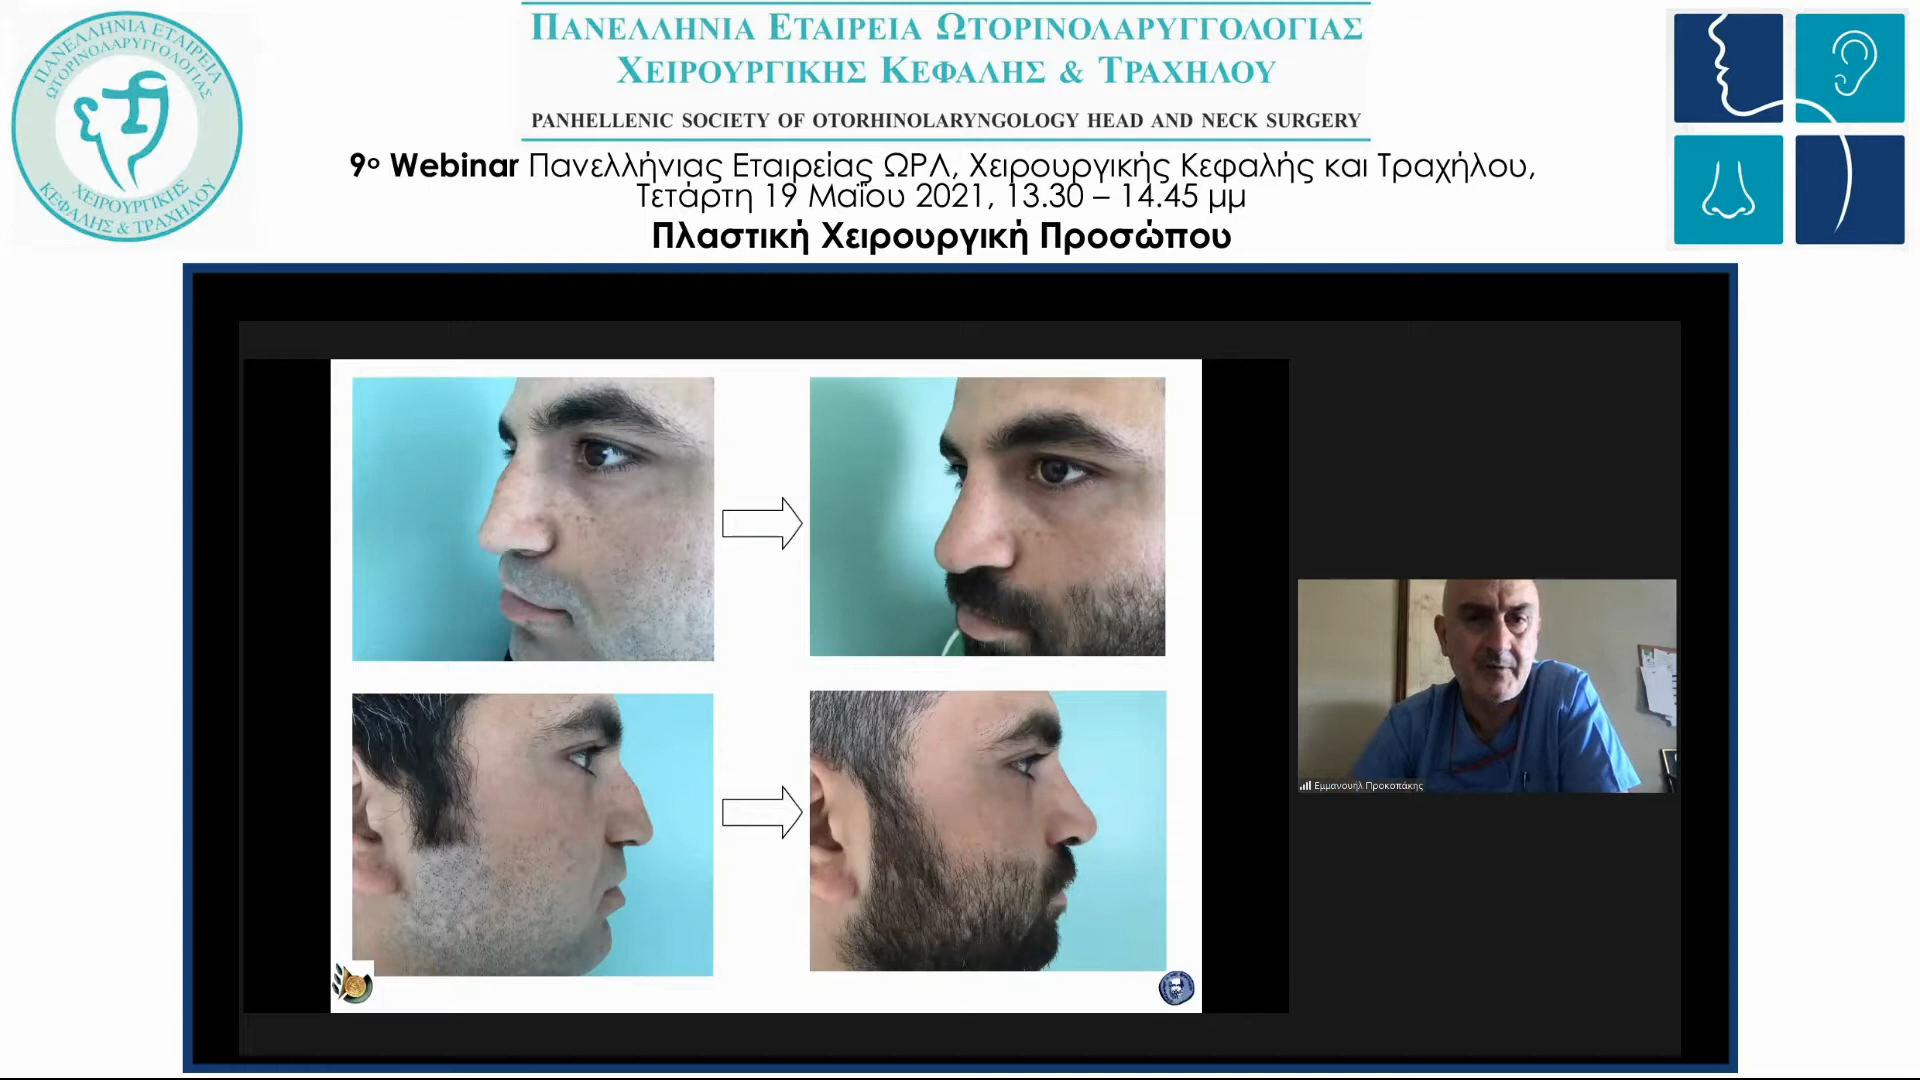 ΠΑΝΕΛΛΗΝΙΑ ΕΤΑΙΡΕΙΑ
ΩΤΟΡΙΝΟΛΑΡΥΓΓΟΛΟΓΙΑΣ
ΧΕΙΡΟΥΡΓΙΚΗΣ
ΚΕΦΑΛΗΣ & ΤΡΑΧΗΛΟΥ
ΠΑΝΕΛΛΗΝΙΑ ΕΤΑΙΡΕΙΑ ΩΤΟΡΙΝΟΛΑΡΥΓΓΟΛΟΓΙΑΣ
ΧΕΙΡΟΥΡΓΙΚΗΣ ΚΕΦΑΛΗΣ & ΤΡΑΧΗΛΟΥ
PANHELLENIC SOCIETY OF OTORHINOLARYNGOLOGY HEAD AND NECK SURGERY
9ο Webinar Πανελλήνιας Εταιρείας ΩΡΛ, Χειρουργικής Κεφαλής και Τραχήλου,
Τετάρτη 19 Μαΐου 2021, 13.30 – 14.45 μμ
Πλαστική Χειρουργική Προσώπου
Εμμανουήλ Προκοπάκης